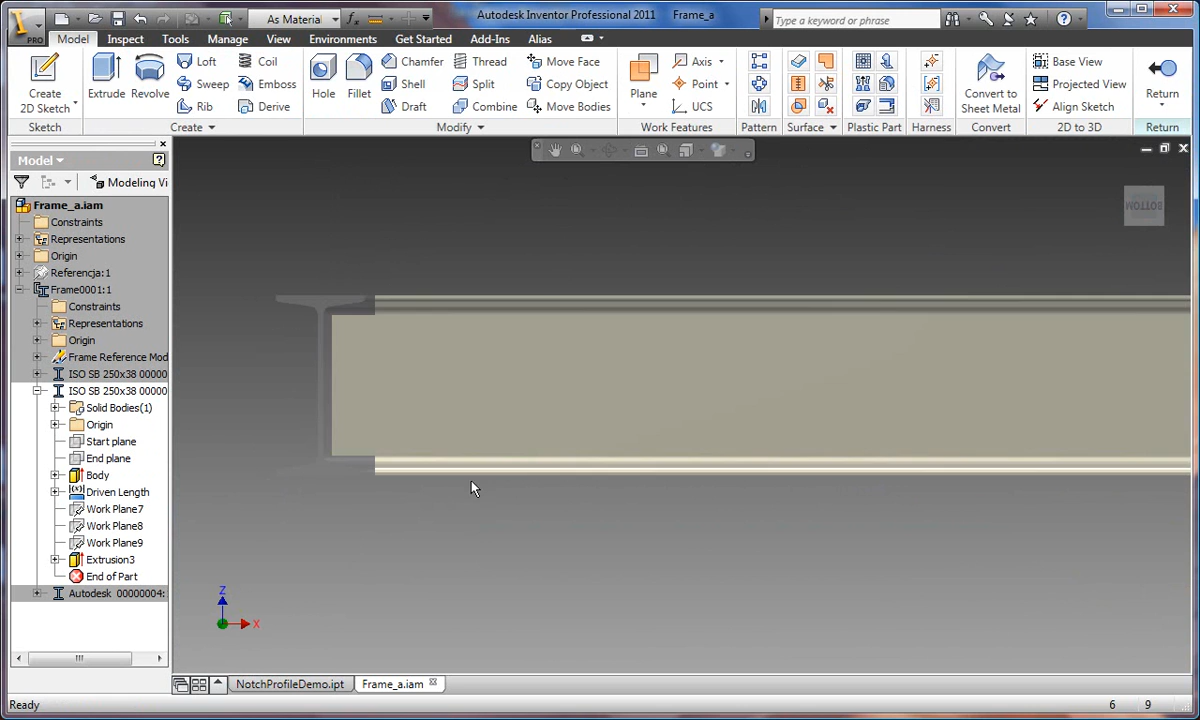 Autodesk Inventor Professional 2011 Frame_a
As Material
Type a keyword or phrase
PRO
Model Inspect Tools Manage View Environments Get Started Add-Ins Alias
Create
2D Sketch
Extrude
Revolve
Loft
Sweep
Rib
Coil
Emboss
Derive
Hole
Fillet
Chamfer
Shell
Draft
Thread
Split
Combine
Move Face
Copy Object
Move Bodies
Plane
Axis
Point
UCS
Convert to
Sheet Metal
Base View
Projected View
Align Sketch
Return
Sketch Create Modify Work Features Pattern Surface Plastic Part Harness Convert 2D to 3D Return
Model
Modeling Vi
Frame_a.iam
Constraints
Representations
Origin
Referencja:1
Frame0001:1
Constraints
Representations
Origin
Frame Reference Mod
ISO SB 250x38 00000
ISO SB 250x38 00000
Solid Bodies(1)
Origin
Start plane
End plane
Body
Driven Length
Work Plane7
Work Plane8
Work Plane9
Extrusion3
End of Part
Autodesk 00000004:
BOTTOM
Z
X
NotchProfileDemo.ipt
Frame_a.iam
Ready
6 9